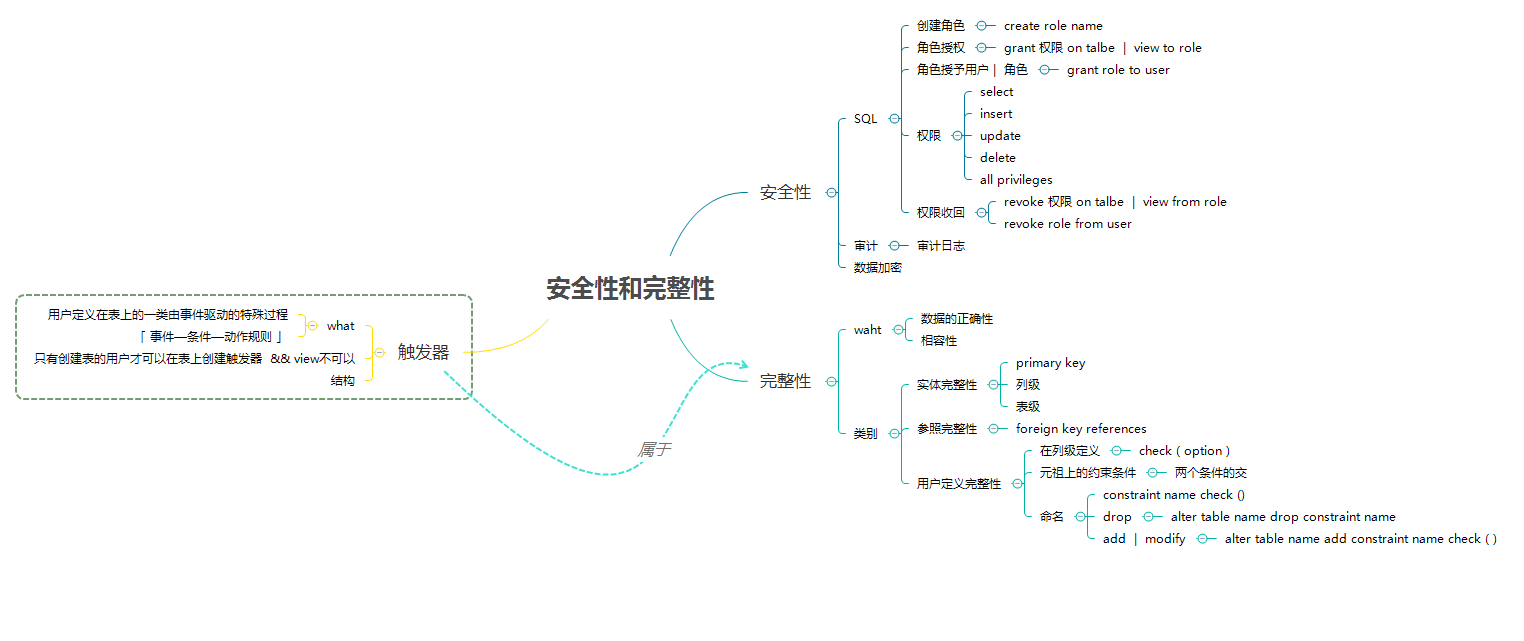 安全性和完整性
安全性
SQL
创建角色
create role name
角色授权
grant 权限 on talbe | view to role
角色授予用户 | 角色
grant role to user
权限
select
insert
update
delete
all privileges
权限收回
revoke 权限 on talbe | view from role
revoke role from user
审计
审计日志
数据加密
完整性
waht
数据的正确性
相容性
类别
实体完整性
primary key
列级
表级
参照完整性
foreign key references
用户定义完整性
在列级定义
check ( option )
元祖上的约束条件
两个条件的交
命名
constraint name check ()
drop
alter table name drop constraint name
add | modify
alter table name add constraint name check ( )
触发器
what
用户定义在表上的一类由事件驱动的特殊过程
「 事件—条件—动作规则 」
只有创建表的用户才可以在表上创建触发器 && view不可以
结构
属于